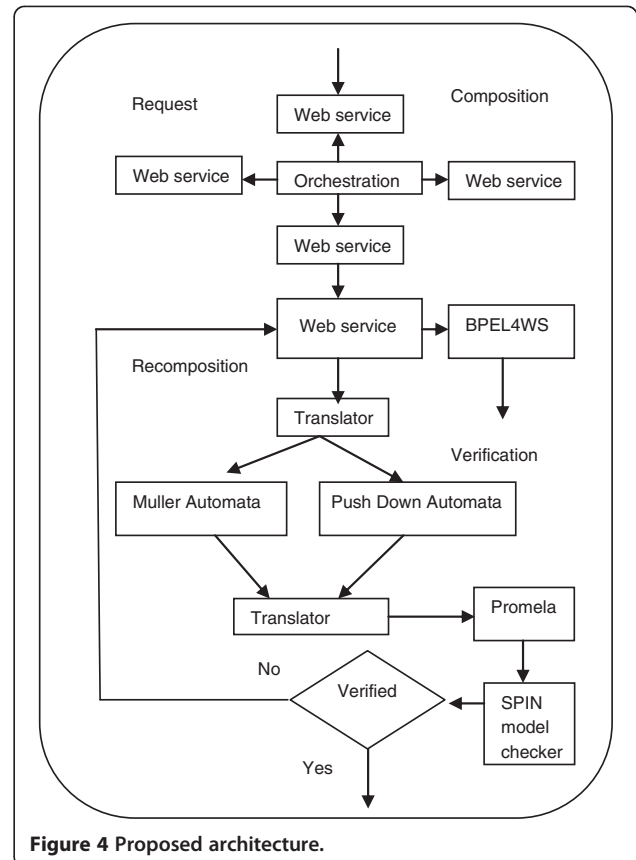 Request
Composition
Web service
Web service
Orchestration
Web service
Web service
Web service
BPEL4WS
Recomposition
Translator
Verification
Muller Automata
Push Down Automata
Translator
Promela
No
Verified
SPIN
model
checker
Yes
Figure 4 Proposed architecture.